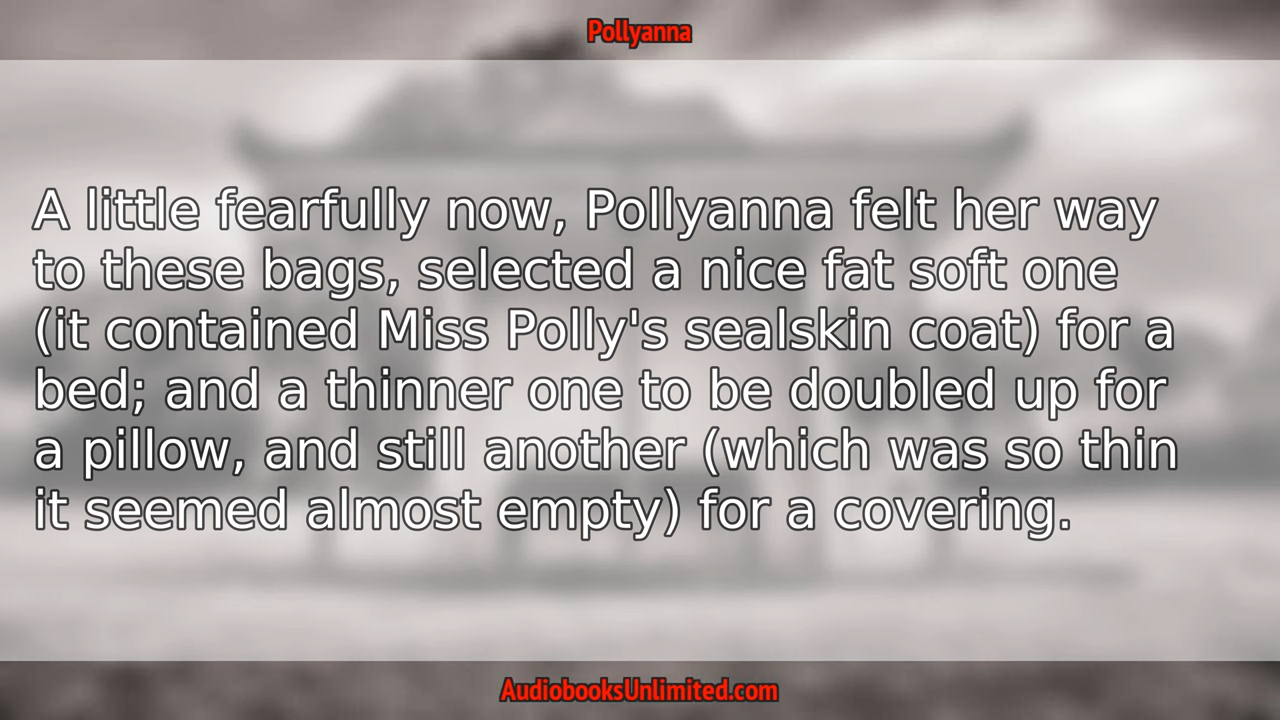 Pollyanna
A little fearfully now, Pollyanna felt her way
to these bags, selected a nice fat soft one
(it contained Miss Polly's sealskin coat) for a
bed; and a thinner one to be doubled up for
a pillow, and still another (which was so thin
it seemed almost empty) for a covering.
AudiobooksUnlimited.com